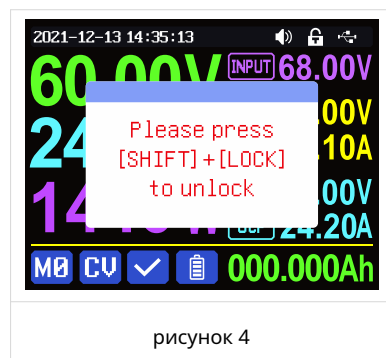 2021-12-13 14:35:13
60.00V INPUT 68.00V
.00V
24 .10A
Please press
[SHIFT]+[LOCK]
to unlock
.00V
24.20A
M0 CV 000.000Ah
рисунок 4